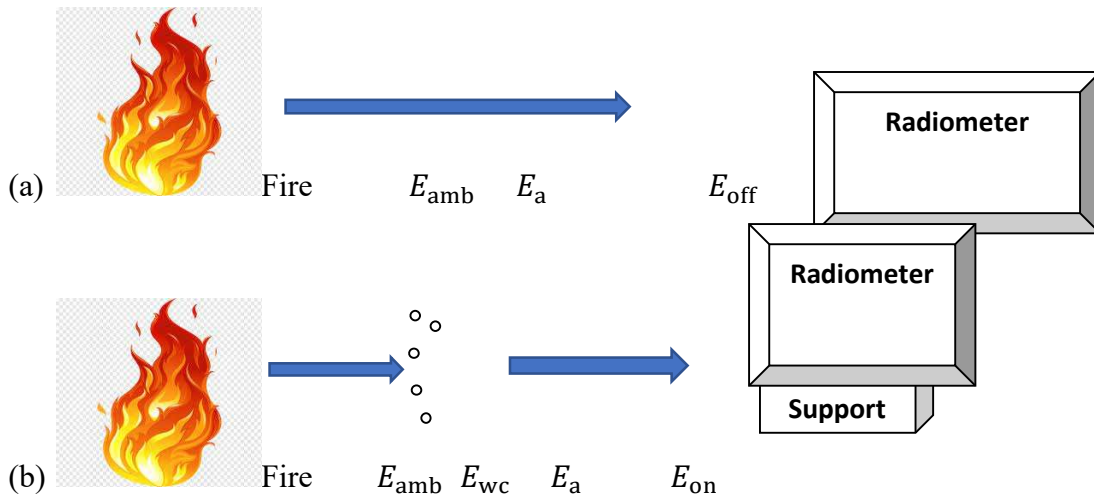 Radiometer
(a) Fire E_amb E_a E_off
Radiometer
Support
(b) Fire E_amb E_wc E_a E_on